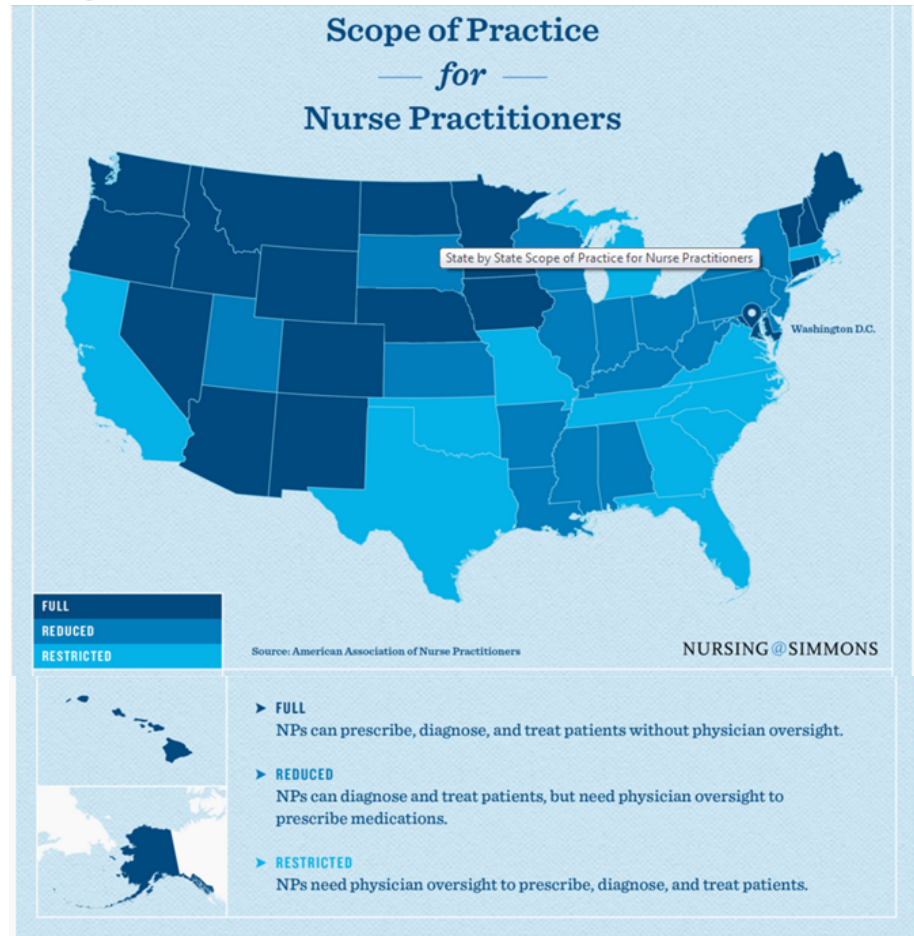 Scope of Practice
for
Nurse Practitioners
State by State Scope of Practice for Nurse Practitioners
Washington D.C.
FULL
REDUCED
RESTRICTED
Source: American Association of Nurse Practitioners
NURSING@SIMMONS
➤ FULL
NPs can prescribe, diagnose, and treat patients without physician oversight.
➤ REDUCED
NPs can diagnose and treat patients, but need physician oversight to
prescribe medications.
➤ RESTRICTED
NPs need physician oversight to prescribe, diagnose, and treat patients.